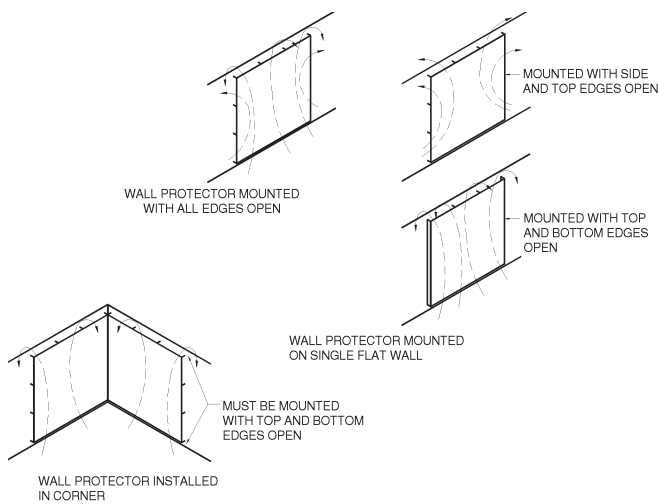 MOUNTED WITH SIDE
AND TOP EDGES OPEN
WALL PROTECTOR MOUNTED
WITH ALL EDGES OPEN
MOUNTED WITH TOP
AND BOTTOM EDGES
OPEN
WALL PROTECTOR MOUNTED
ON SINGLE FLAT WALL
MUST BE MOUNTED
WITH TOP AND BOTTOM
EDGES OPEN
WALL PROTECTOR INSTALLED
IN CORNER